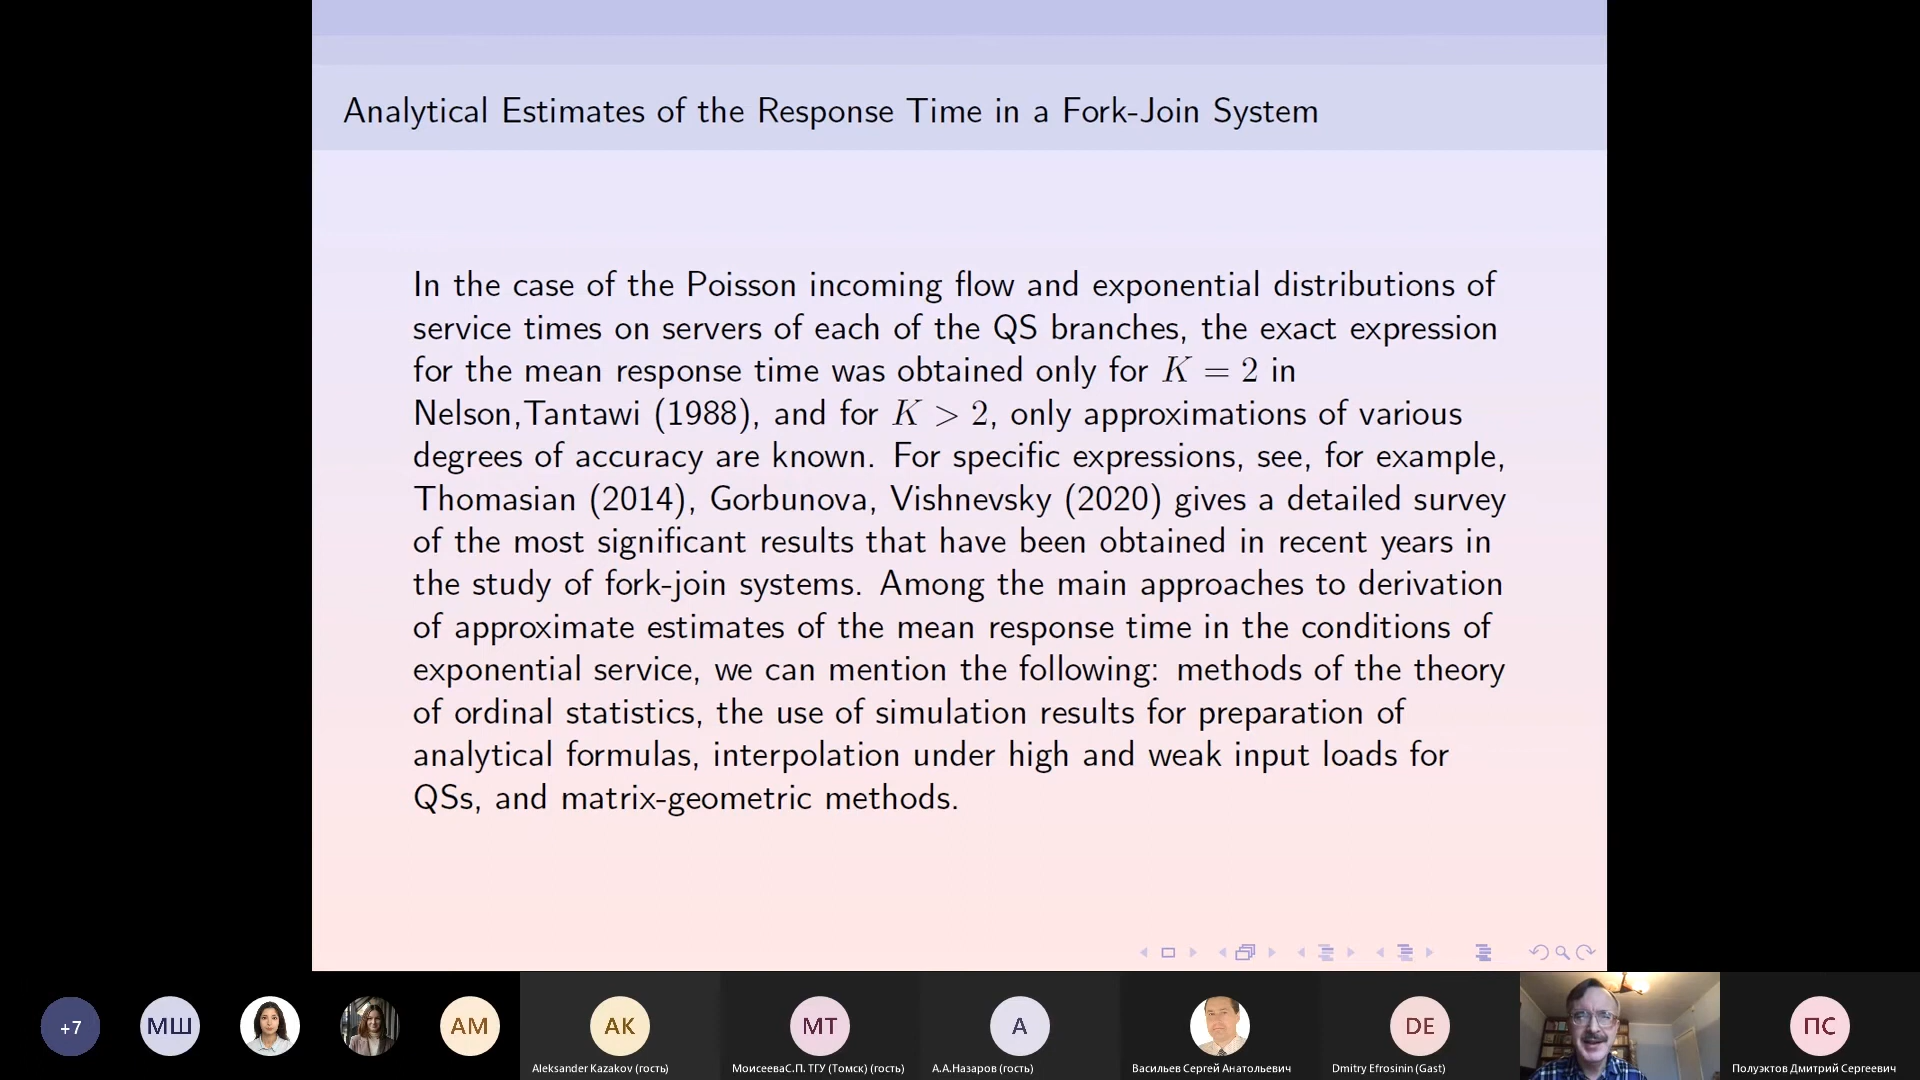 Analytical Estimates of the Response Time in a Fork-Join System
In the case of the Poisson incoming flow and exponential distributions of
service times on servers of each of the QS branches, the exact expression
for the mean response time was obtained only for K = 2 in
Nelson,Tantawi (1988), and for K > 2, only approximations of various
degrees of accuracy are known. For specific expressions, see, for example,
Thomasian (2014), Gorbunova, Vishnevsky (2020) gives a detailed survey
of the most significant results that have been obtained in recent years in
the study of fork-join systems. Among the main approaches to derivation
of approximate estimates of the mean response time in the conditions of
exponential service, we can mention the following: methods of the theory
of ordinal statistics, the use of simulation results for preparation of
analytical formulas, interpolation under high and weak input loads for
QSs, and matrix-geometric methods.
+7
МШ
AM
AK
Aleksander Kazakov (гость)
МТ
МоисееваС.П. ТГУ (Томск) (гость)
А
А.А.Назаров (гость)
Васильев Сергей Анатольевич
DE
Dmitry Efrosinin (Gast)
ПС
Полуэктов Дмитрий Сергеевич